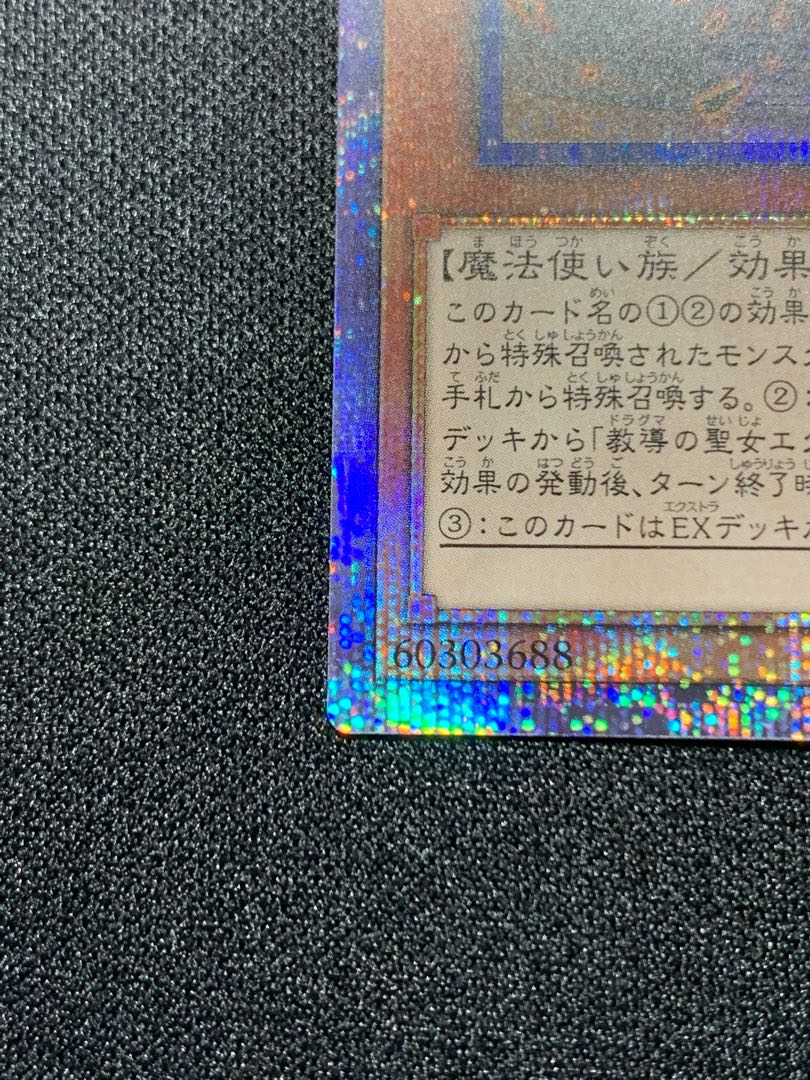 【魔法使い族／効果
このカード名の①②の効果
から特殊召喚されたモンス
手札から特殊召喚する。②：
デッキから「教導の聖女エ
効果の発動後、ターン終了時
③：このカードはEXデッキ
60303688